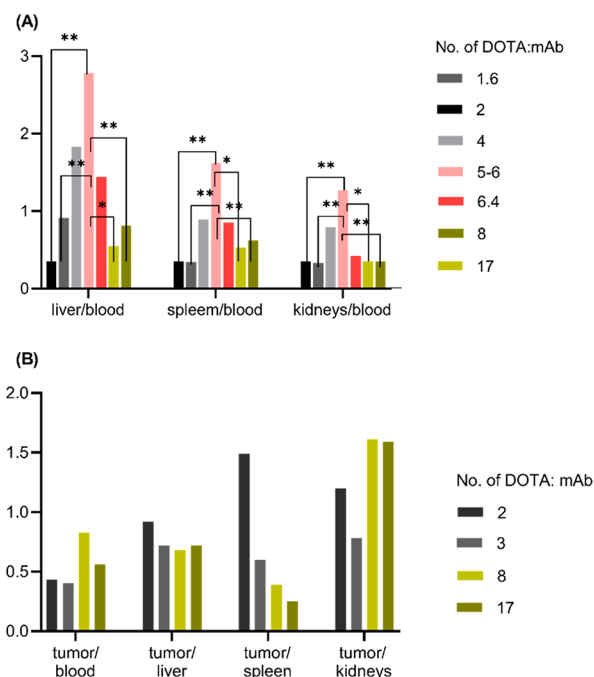 (A)
No. of DOTA:mAb
1.6
2
4
5-6
6.4
8
17
3
2
1
0
**
**
**
*
**
*
**
**
**
*
**
**
liver/blood
spleem/blood
kidneys/blood
(B)
No. of DOTA: mAb
2
3
8
17
2.0
1.5
1.0
0.5
0.0
tumor/
blood
tumor/
liver
tumor/
spleen
tumor/
kidneys